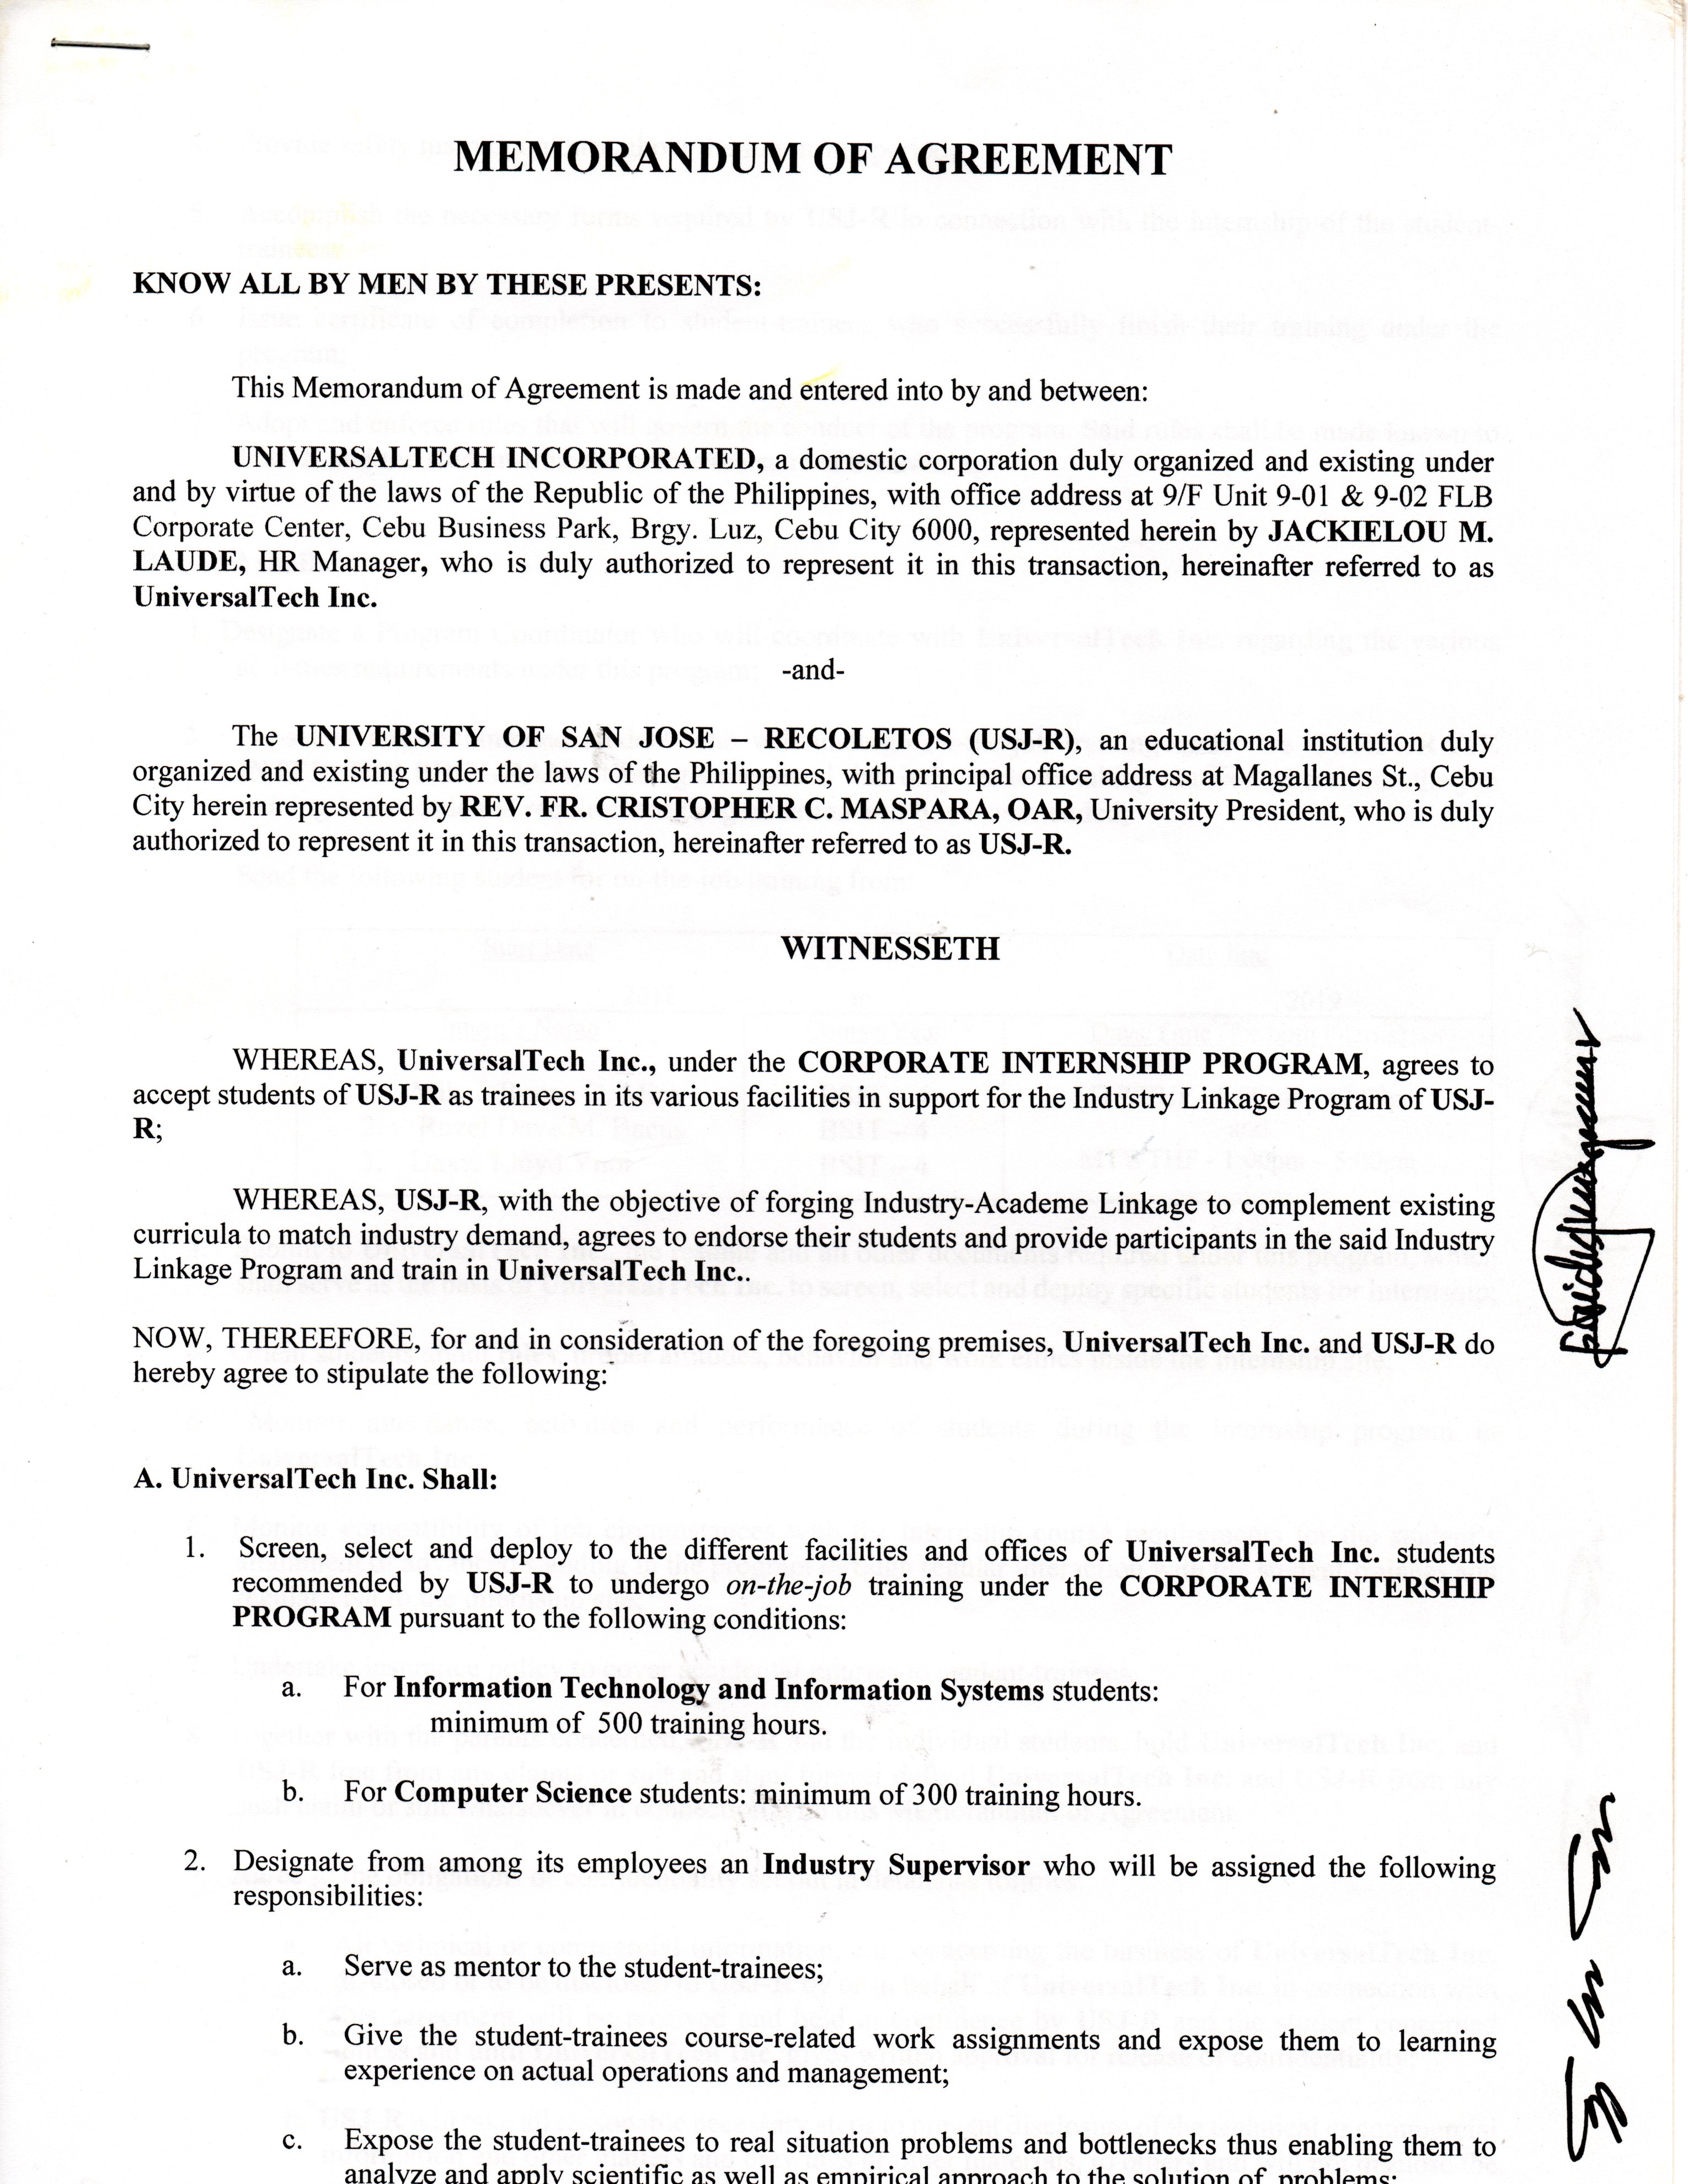 MEMORANDUM OF AGREEMENT
KNOW ALL BY MEN BY THESE PRESENTS:
This Memorandum of Agreement is made and entered into by and between:
UNIVERSALTECH INCORPORATED, a domestic corporation duly organized and existing under
and by virtue of the laws of the Republic of the Philippines, with office address at 9/F Unit 9-01 & 9-02 FLB
Corporate Center, Cebu Business Park, Brgy. Luz, Cebu City 6000, represented herein by JACKIELOU M.
LAUDE, HR Manager, who is duly authorized to represent it in this transaction, hereinafter referred to as
UniversalTech Inc.
-and-
The UNIVERSITY OF SAN JOSE – RECOLETOS (USJ-R), an educational institution duly
organized and existing under the laws of the Philippines, with principal office address at Magallanes St., Cebu
City herein represented by REV. FR. CRISTOPHER C. MASPARA, OAR, University President, who is duly
authorized to represent it in this transaction, hereinafter referred to as USJ-R.
WITNESSETH
WHEREAS, UniversalTech Inc., under the CORPORATE INTERNSHIP PROGRAM, agrees to
accept students of USJ-R as trainees in its various facilities in support for the Industry Linkage Program of USJ-
R;
WHEREAS, USJ-R, with the objective of forging Industry-Academe Linkage to complement existing
curricula to match industry demand, agrees to endorse their students and provide participants in the said Industry
Linkage Program and train in UniversalTech Inc..
NOW, THEREEFORE, for and in consideration of the foregoing premises, UniversalTech Inc. and USJ-R do
hereby agree to stipulate the following:
A. UniversalTech Inc. Shall:
1. Screen, select and deploy to the different facilities and offices of UniversalTech Inc. students
recommended by USJ-R to undergo on-the-job training under the CORPORATE INTERSHIP
PROGRAM pursuant to the following conditions:
a. For Information Technology and Information Systems students:
minimum of 500 training hours.
b. For Computer Science students: minimum of 300 training hours.
2. Designate from among its employees an Industry Supervisor who will be assigned the following
responsibilities:
a. Serve as mentor to the student-trainees;
b. Give the student-trainees course-related work assignments and expose them to learning
experience on actual operations and management;
c. Expose the student-trainees to real situation problems and bottlenecks thus enabling them to
analyze and apply scientific as well as empirical approach to the solution of problems;